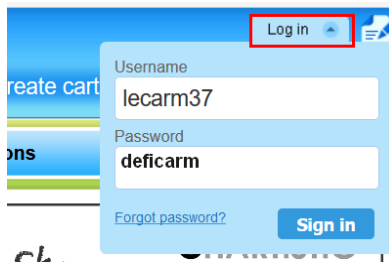 Log in
Username
reate cart
lecarm37
Password
ons
deficarm
Forgot password?
Sign in